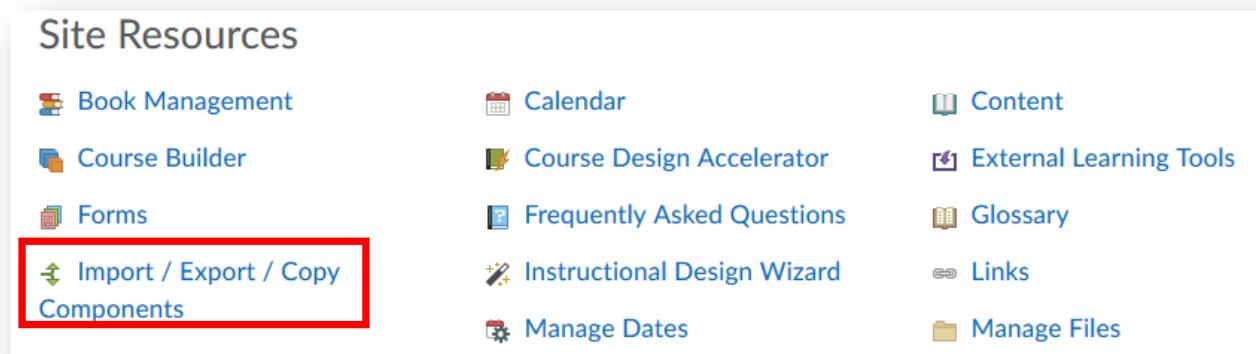 Site Resources
Book Management
Calendar
Content
Course Builder
Course Design Accelerator
External Learning Tools
Forms
Frequently Asked Questions
Glossary
Import / Export / Copy
Components
Instructional Design Wizard
Links
Manage Dates
Manage Files